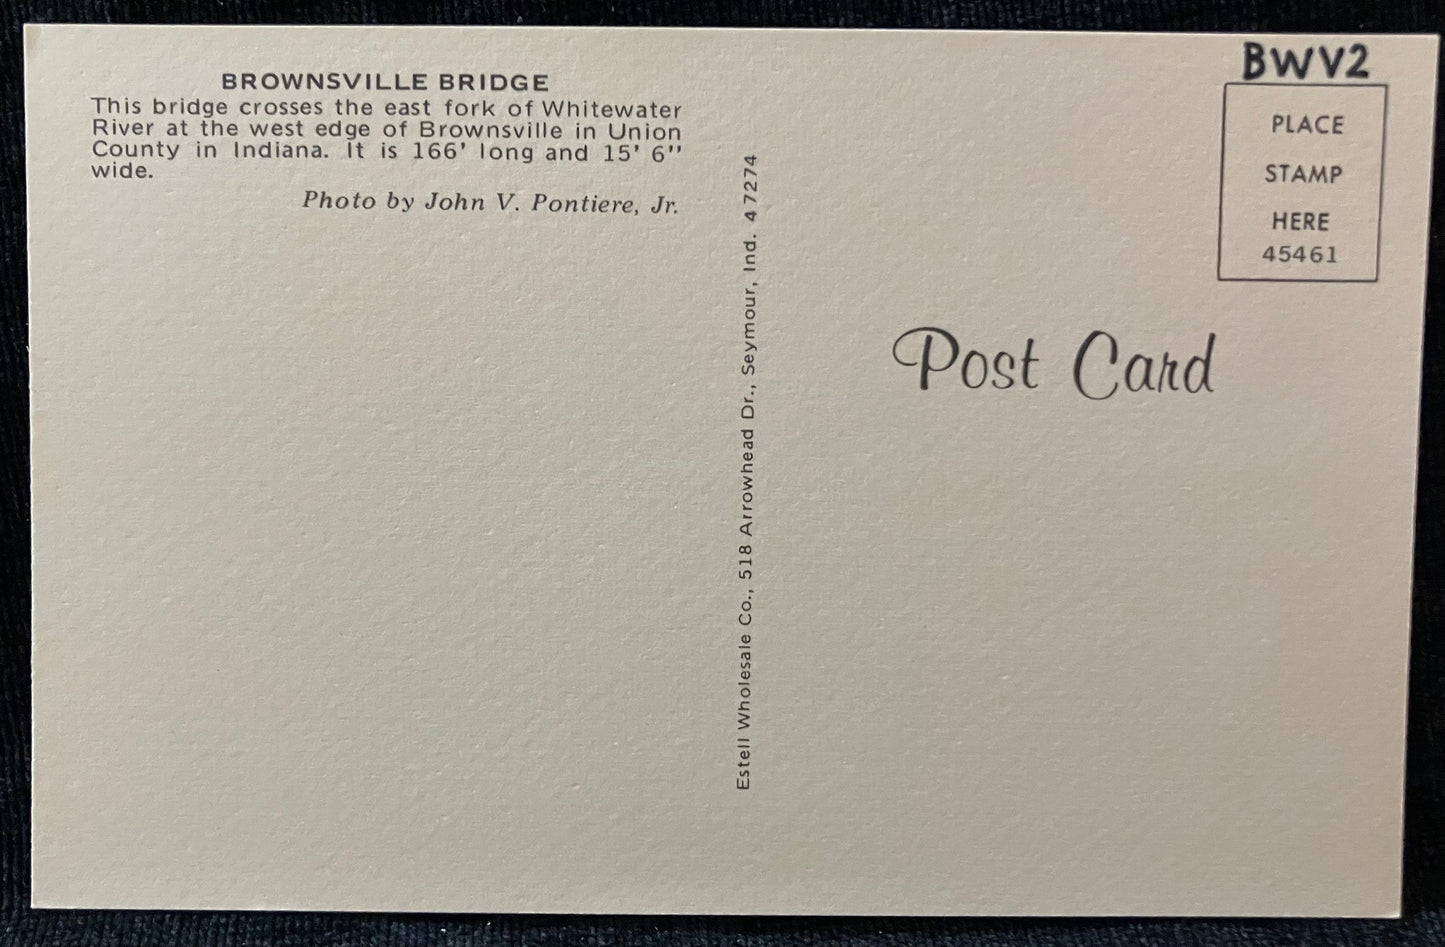 BROWNSVILLE BRIDGE
This bridge crosses the east fork of Whitewater
River at the west edge of Brownsville in Union
County in Indiana. It is 166' long and 15' 6''
wide.
Photo by John V. Pontiere, Jr.
Estell Wholesale Co., 518 Arrowhead Dr., Seymour, Ind. 47274
BWV2
PLACE
STAMP
HERE
45461
Post Card